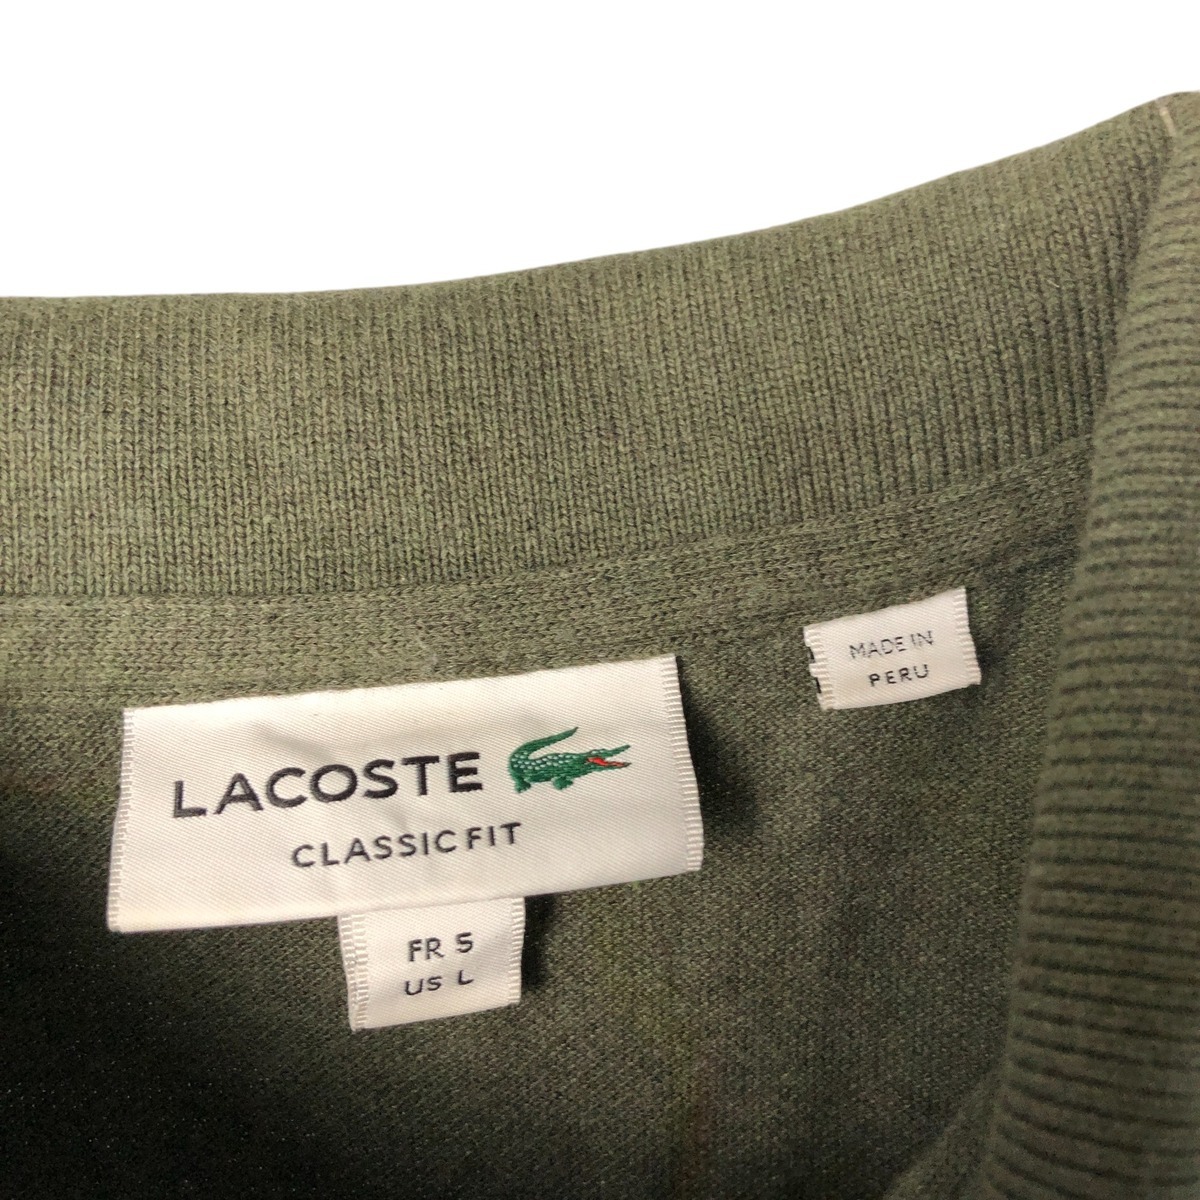 MADE IN
PERU
LACOSTE
CLASSIC FIT
FR 5
US L